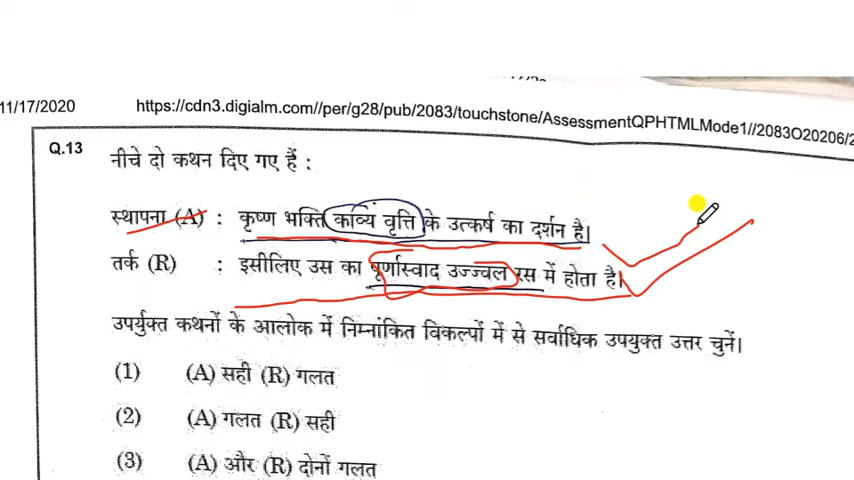 11/17/2020 https://cdn3.digialm.com//per/g28/pub/2083/touchstone/AssessmentQPHTMLMode1//2083O20206/2
Q.13 नीचे दो कथन दिए गए हैं :
स्थापना (A) : कृष्ण भक्ति काव्य वृत्ति के उत्कर्ष का दर्शन है।
तर्क (R) : इसीलिए उस का पूर्णास्वाद उज्ज्वल रस में होता है।
उपर्युक्त कथनों के आलोक में निम्नांकित विकल्पों में से सर्वाधिक उपयुक्त उत्तर चुनें।
(1) (A) सही (R) गलत
(2) (A) गलत (R) सही
(3) (A) और (R) दोनों गलत